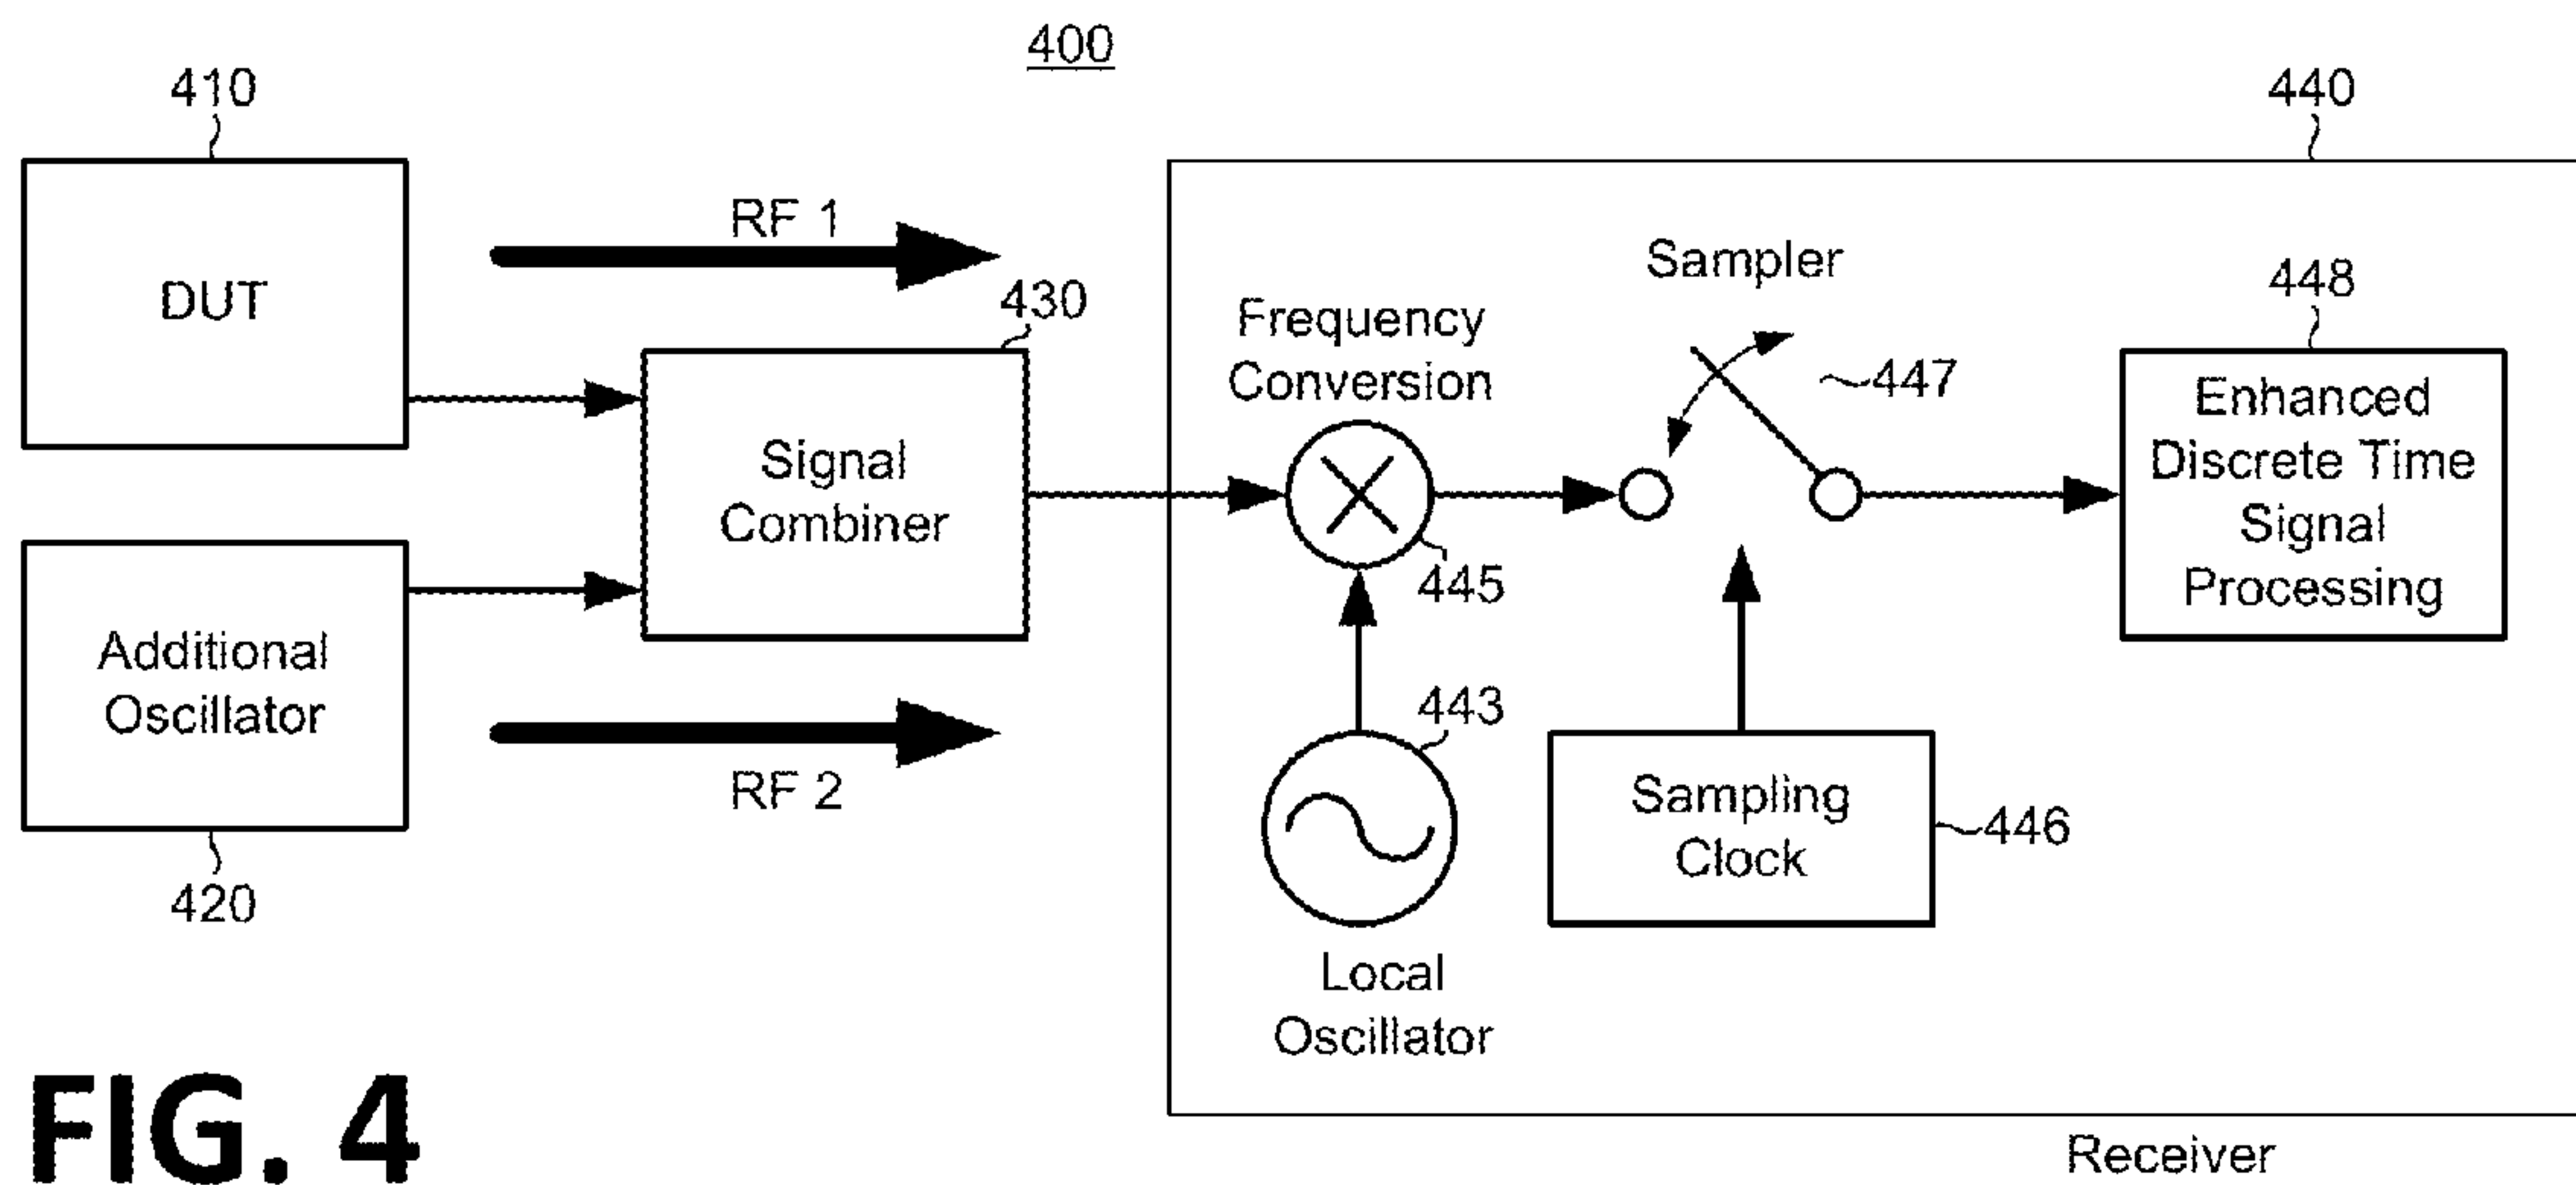 400
410
440
DUT
RF 1
430
Signal
Combiner
Additional
Oscillator
RF 2
420
Frequency
Conversion
445
Sampler
447
448
Enhanced
Discrete Time
Signal
Processing
443
Local
Oscillator
Sampling
Clock
446
Receiver
FIG. 4